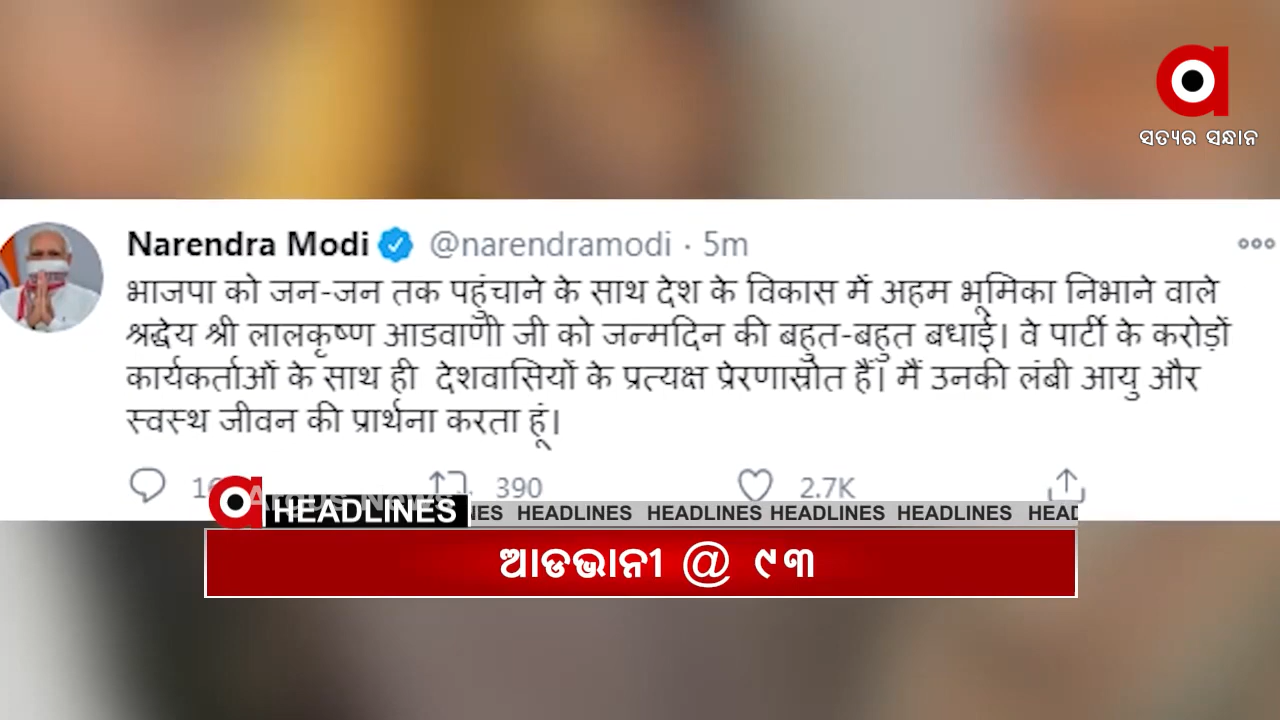 ସତ୍ୟର ସନ୍ଧାନ
Narendra Modi @narendramodi · 5m
भाजपा को जन-जन तक पहुंचाने के साथ देश के विकास में अहम भूमिका निभाने वाले
श्रद्धेय श्री लालकृष्ण आडवाणी जी को जन्मदिन की बहुत-बहुत बधाई। वे पार्टी के करोड़ों
कार्यकर्ताओं के साथ ही देशवासियों के प्रत्यक्ष प्रेरणास्रोत हैं। मैं उनकी लंबी आयु और
स्वस्थ जीवन की प्रार्थना करता हूं।
390 2.7K
Argus News
HEADLINES HEADLINES HEADLINES HEADLINES HEADLINES
ଆଡଭାନୀ @ ୯୩